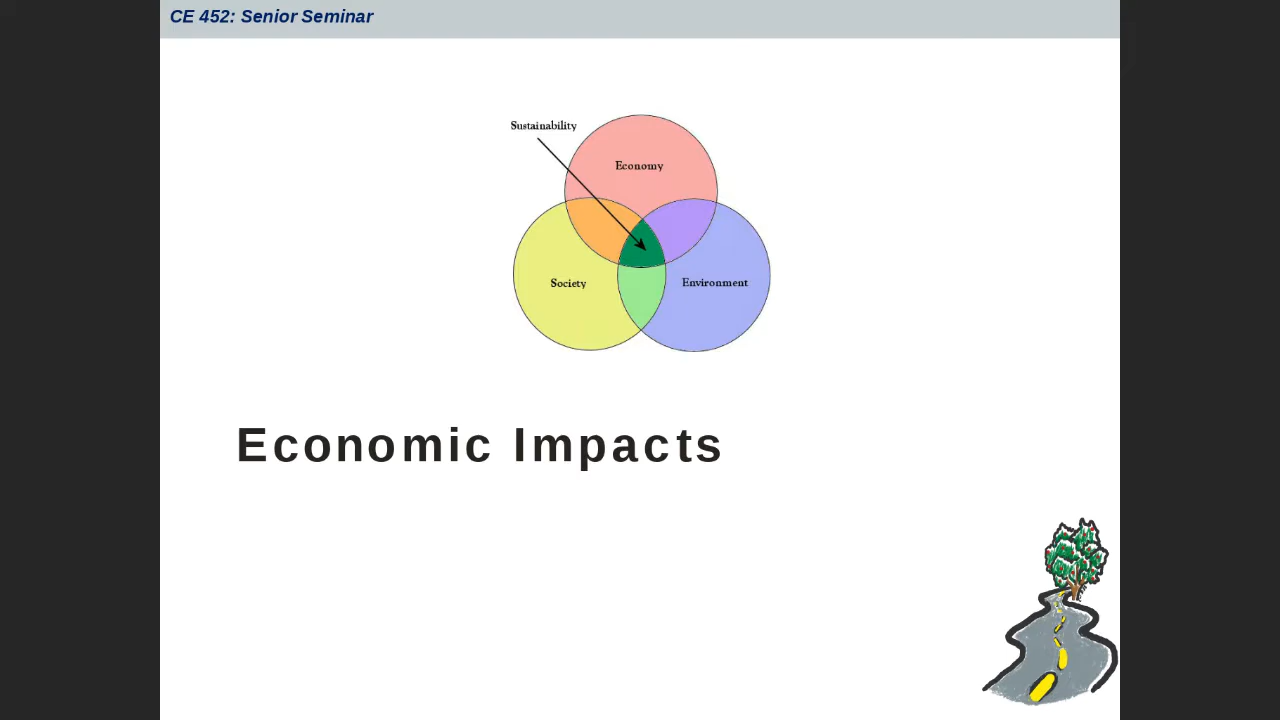 CE 452: Senior Seminar
Sustainability
Economy
Society
Environment
Economic Impacts